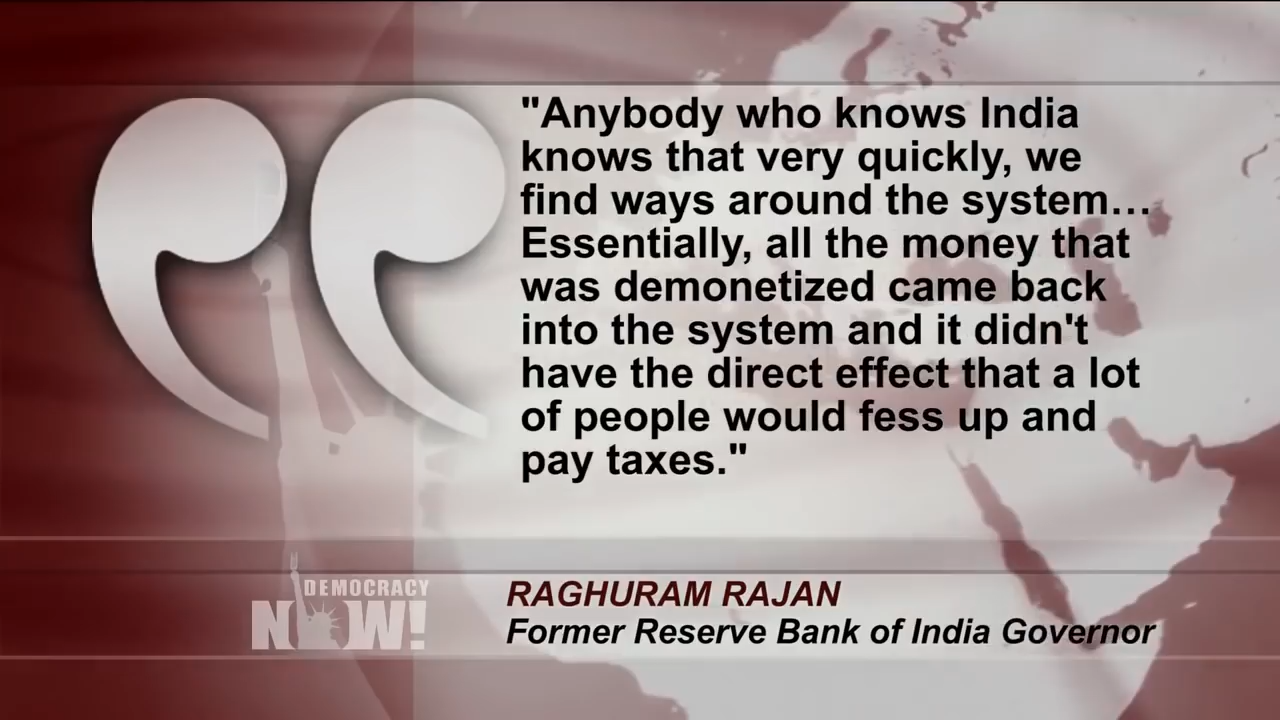 "Anybody who knows India
knows that very quickly, we
find ways around the system...
Essentially, all the money that
was demonetized came back
into the system and it didn't
have the direct effect that a lot
of people would fess up and
pay taxes."
RAGHURAM RAJAN
Former Reserve Bank of India Governor
DEMOCRACY
NOW!